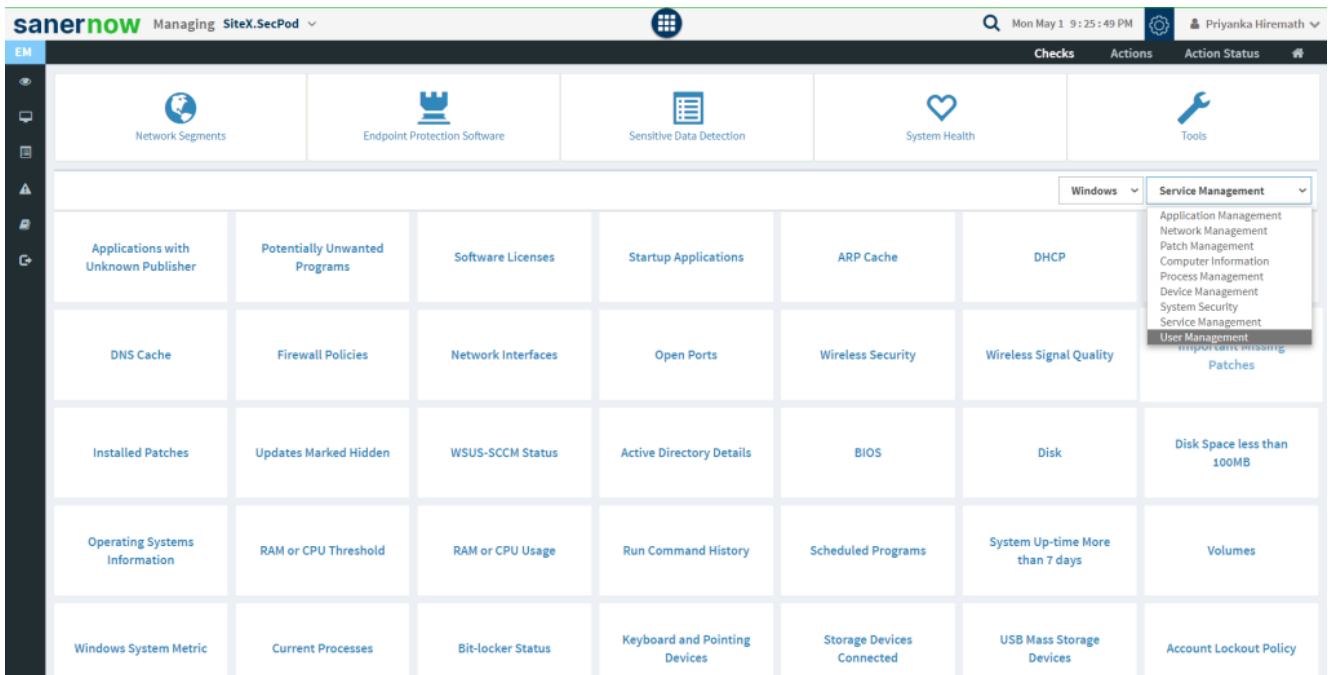 sanernow Managing SiteX.SecPod Mon May 1 9:25:49 PM Priyanka Hiremath
EM Checks Actions Action Status
Network Segments
Endpoint Protection Software
Sensitive Data Detection
System Health
Tools
Windows
Service Management
Application Management
Network Management
Patch Management
Computer Information
Process Management
Device Management
System Security
Service Management
User Management
Applications with
Unknown Publisher
Potentially Unwanted
Programs
Software Licenses
Startup Applications
ARP Cache
DHCP
DNS Cache
Firewall Policies
Network Interfaces
Open Ports
Wireless Security
Wireless Signal Quality
Important Missing
Patches
Installed Patches
Updates Marked Hidden
WSUS-SCCM Status
Active Directory Details
BIOS
Disk
Disk Space less than
100MB
Operating Systems
Information
RAM or CPU Threshold
RAM or CPU Usage
Run Command History
Scheduled Programs
System Up-time More
than 7 days
Volumes
Windows System Metric
Current Processes
Bit-locker Status
Keyboard and Pointing
Devices
Storage Devices
Connected
USB Mass Storage
Devices
Account Lockout Policy